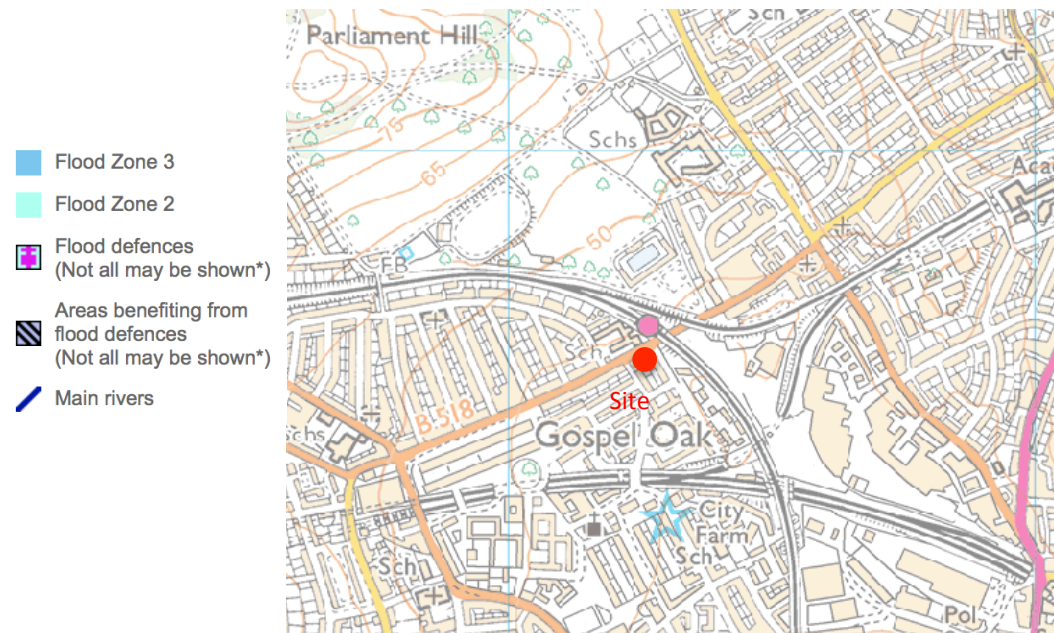 Flood Zone 3
Flood Zone 2
Flood defences
(Not all may be shown*)
Areas benefiting from
flood defences
(Not all may be shown*)
Main rivers
Parliament Hill
Sch
75
Schs
65
Aca
50
FB
Sch
Site
B 518
Gospel Oak
chs
City
Farm
Sch
Sch
D
Pol